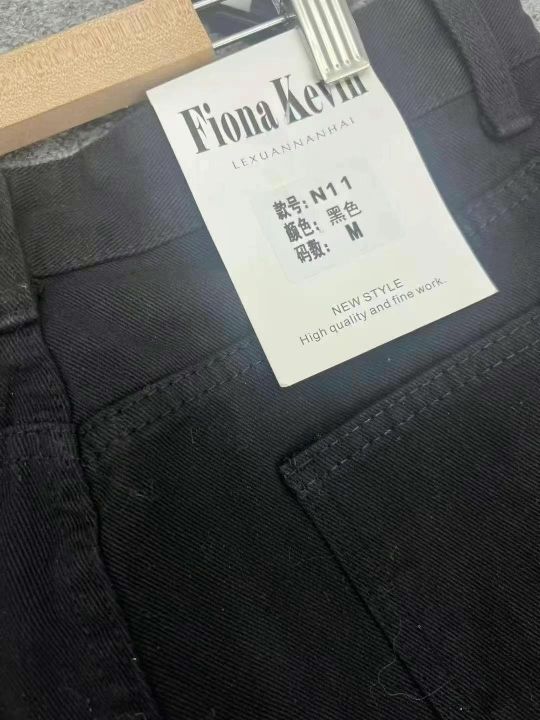 Fiona Kevin
LEXUANNANHAI
款号：N11
颜色：黑色
码数： M
NEW STYLE
High quality and fine work.